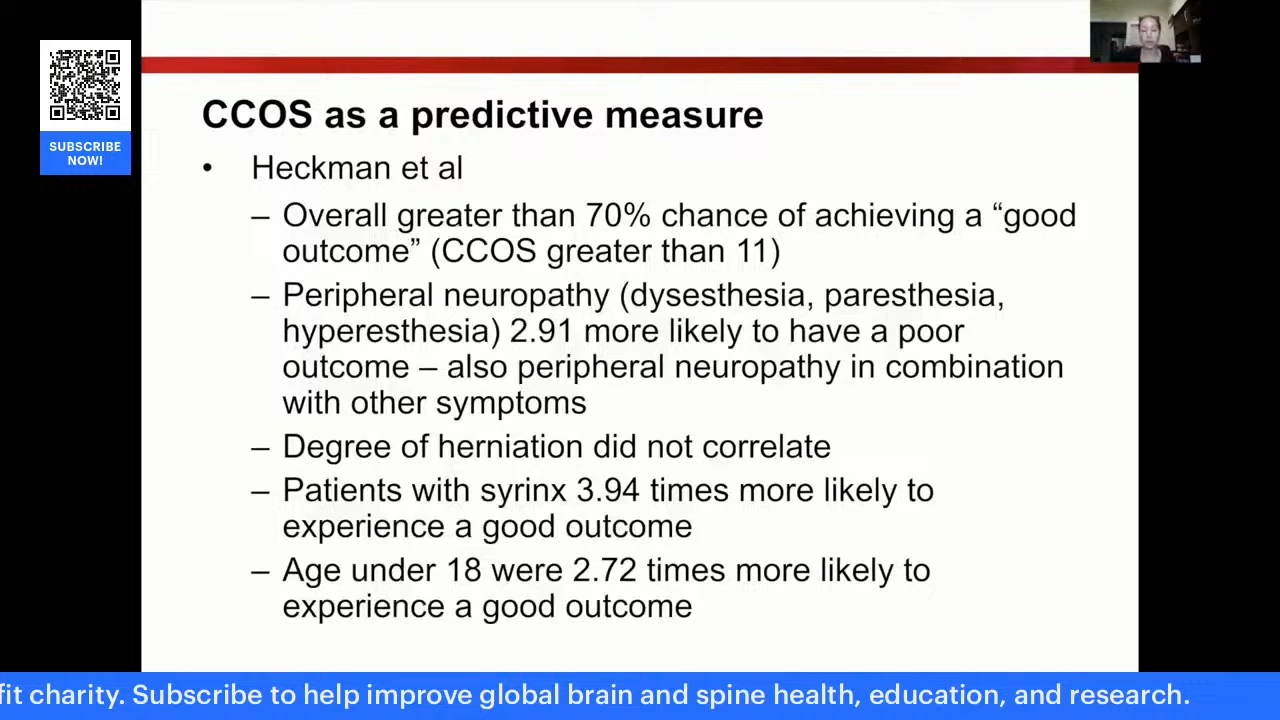 SUBSCRIBE
NOW!
CCOS as a predictive measure
• Heckman et al
– Overall greater than 70% chance of achieving a “good
outcome” (CCOS greater than 11)
– Peripheral neuropathy (dysesthesia, paresthesia,
hyperesthesia) 2.91 more likely to have a poor
outcome – also peripheral neuropathy in combination
with other symptoms
– Degree of herniation did not correlate
– Patients with syrinx 3.94 times more likely to
experience a good outcome
– Age under 18 were 2.72 times more likely to
experience a good outcome
fit charity. Subscribe to help improve global brain and spine health, education, and research.